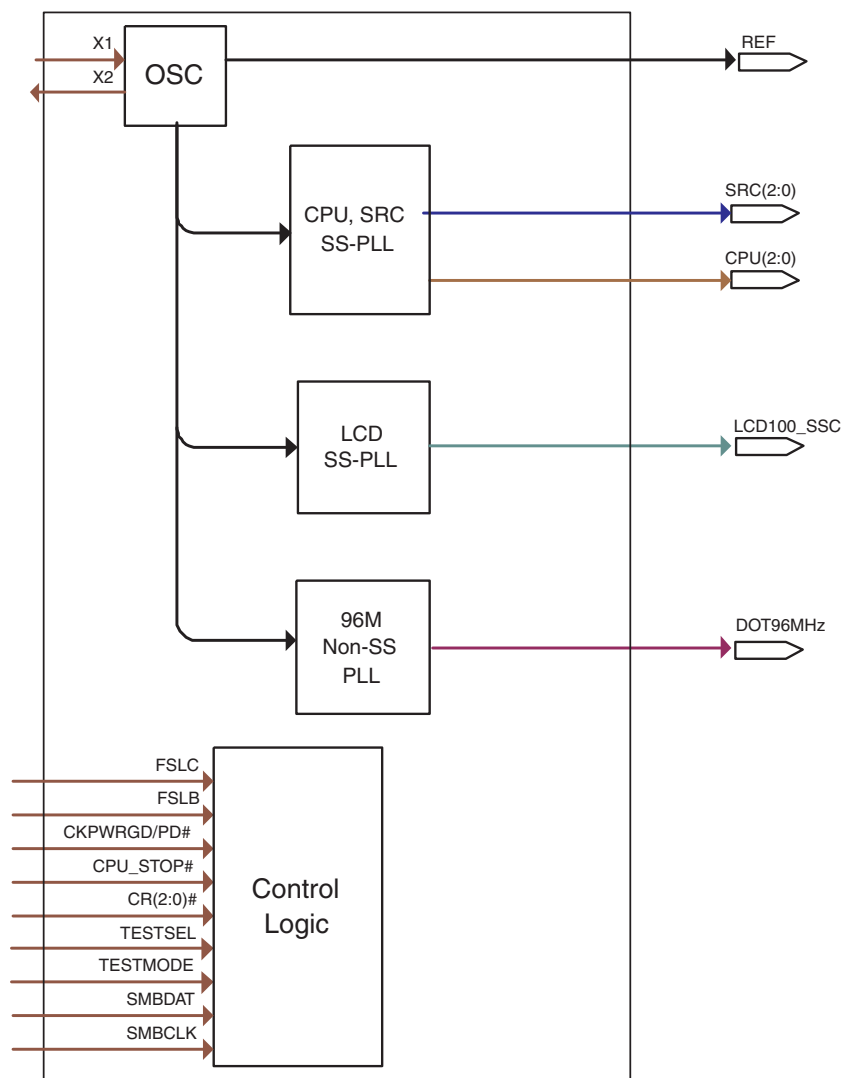 X1
X2
OSC
REF
CPU, SRC
SS-PLL
SRC(2:0)
CPU(2:0)
LCD
SS-PLL
LCD100_SSC
96M
Non-SS
PLL
DOT96MHz
FSLC
FSLB
CKPWRGD/PD#
CPU_STOP#
CR(2:0)#
TESTSEL
TESTMODE
SMBDAT
SMBCLK
Control
Logic